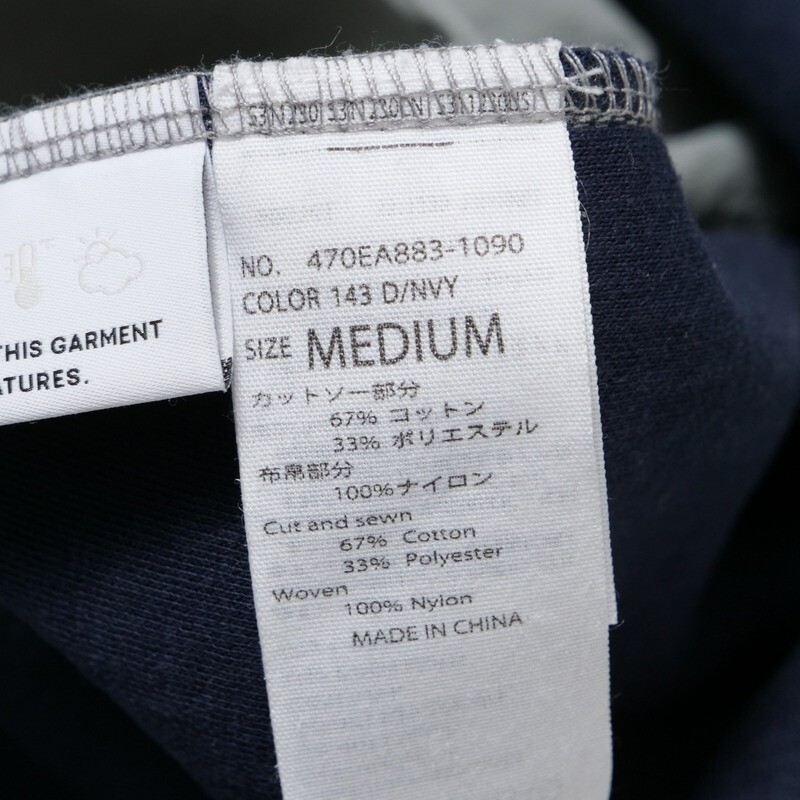 THIS GARMENT
ATURES.
NO. 470EA883-1090
COLOR 143 D/NVY
SIZE MEDIUM
カットソー部分
67% コットン
33% ポリエステル
布帛部分
100%ナイロン
Cut and sewn
67% Cotton
33% Polyester
Woven
100% Nylon
MADE IN CHINA